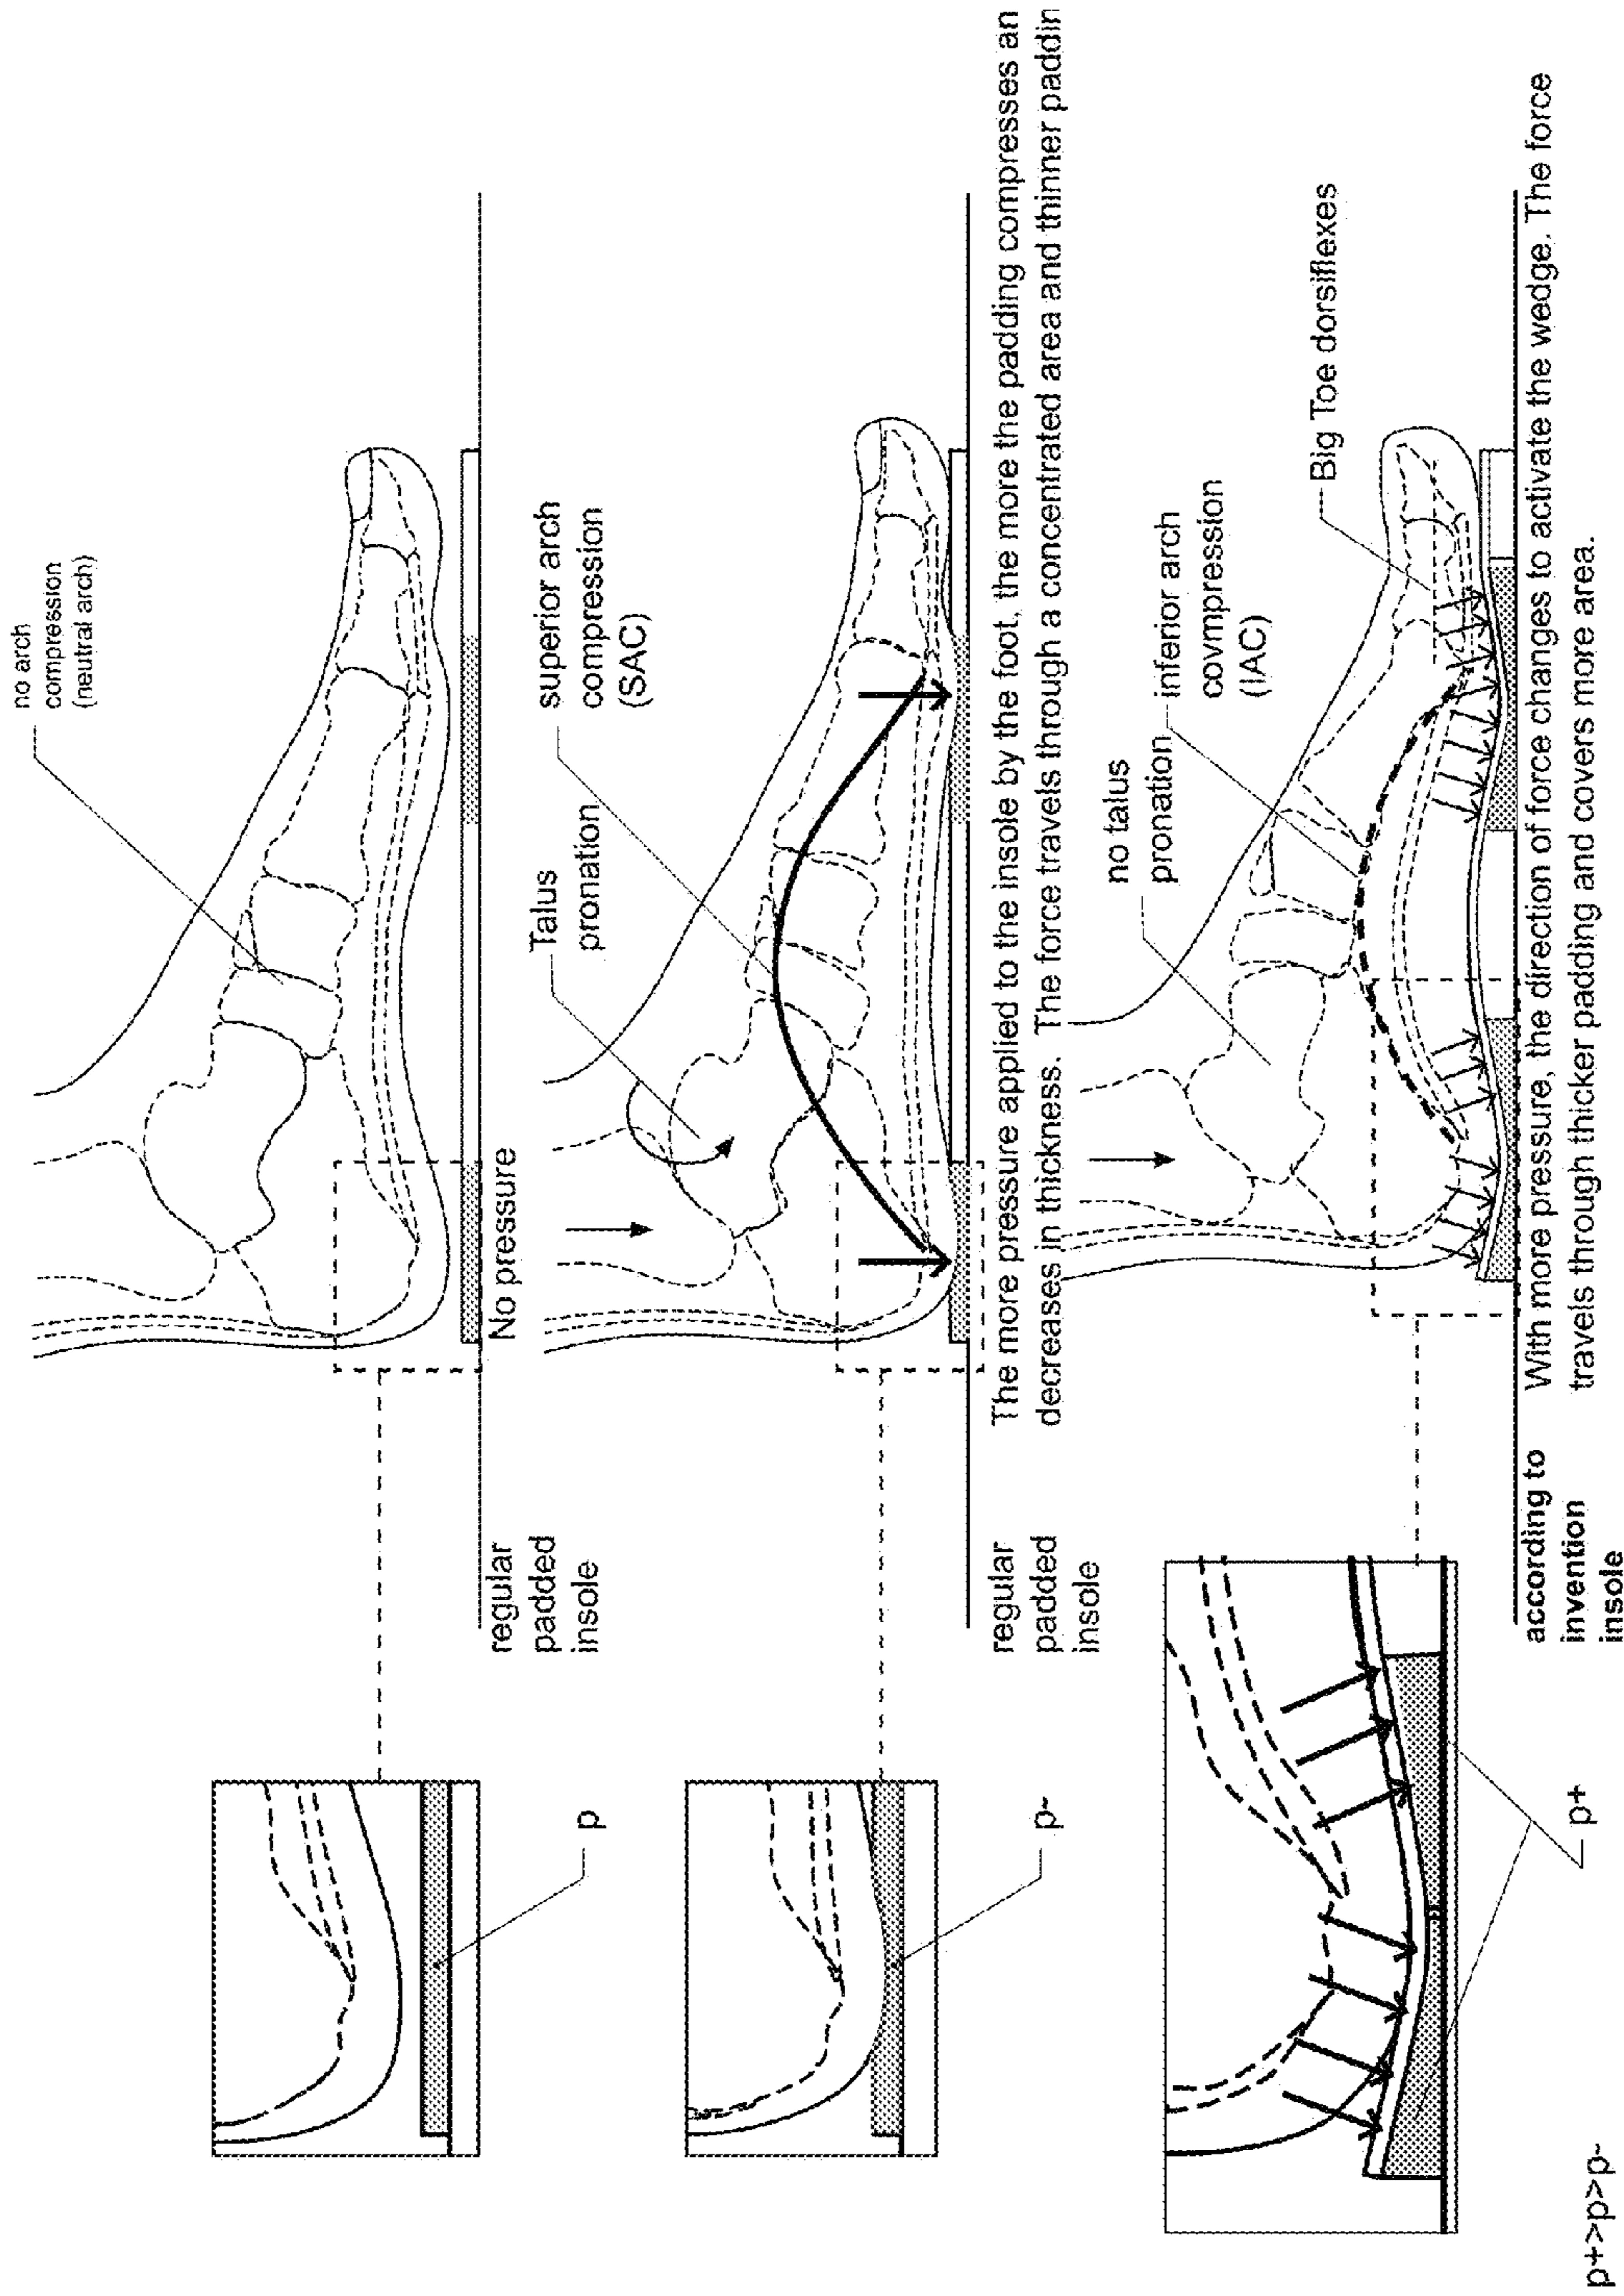 no arch
compression
(neutral arch)
No pressure
regular
padded
insole
p
Talus
pronation
superior arch
compression
(SAC)
The more pressure applied to the insole by the foot, the more the padding compresses an
decreases in thickness. The force travels through a concentrated area and thinner paddin
regular
padded
insole
p-
no talus
pronation
inferior arch
covmpression
(IAC)
Big Toe dorsiflexes
according to
invention
insole
With more pressure, the direction of force changes to activate the wedge. The force
travels through thicker padding and covers more area.
p+
p+>p>p-